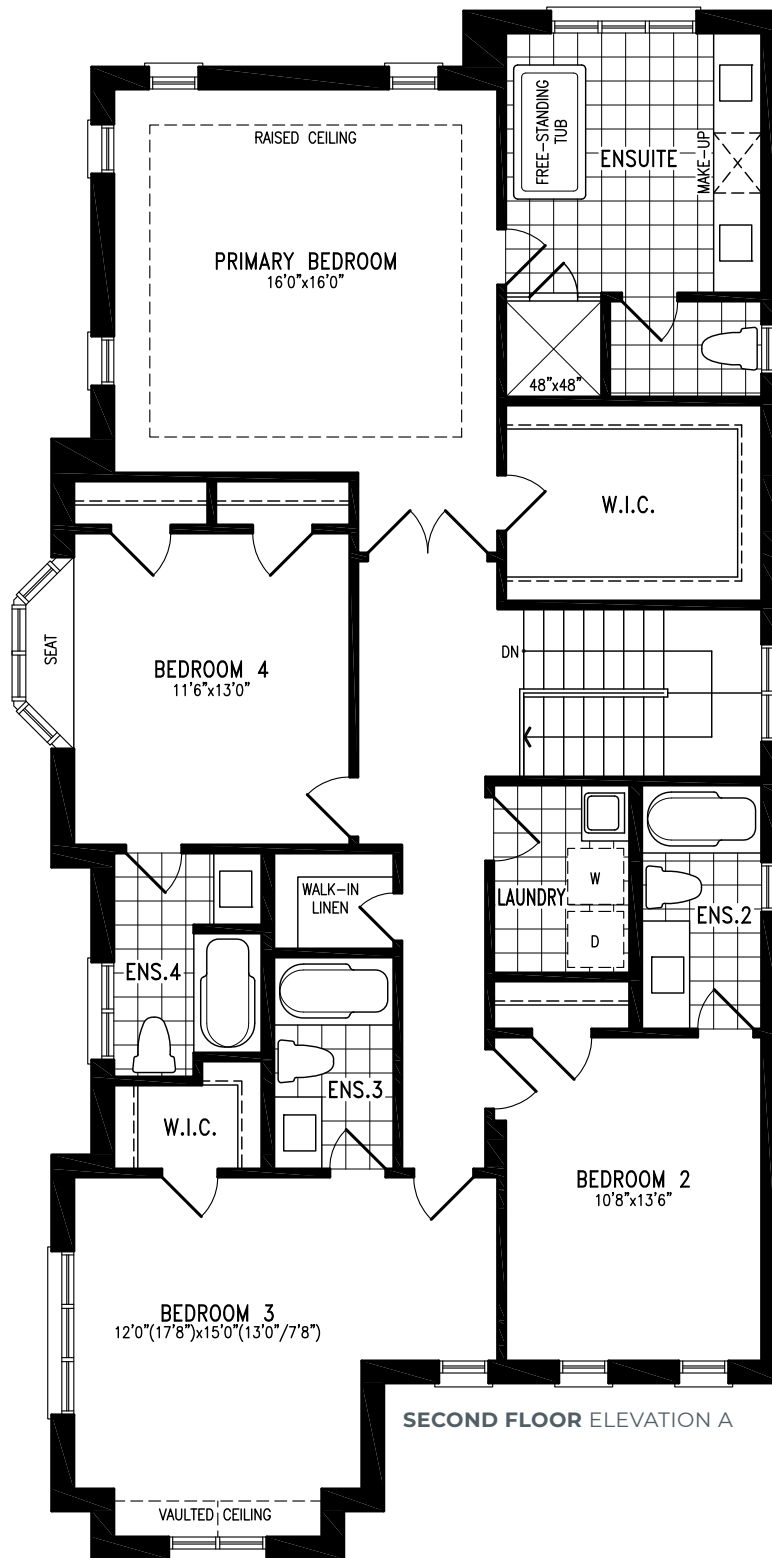 RAISED CEILING
FREE-STANDING
TUB
ENSUITE
MAKE-UP
PRIMARY BEDROOM
16'0"x16'0"
48"x48"
W.I.C.
SEAT
DN
BEDROOM 4
11'6"x13'0"
WALK-IN
LINEN
LAUNDRY
W
D
ENS.2
ENS.4
ENS.3
W.I.C.
BEDROOM 2
10'8"x13'6"
BEDROOM 3
12'0"(17'8")x15'0"(13'0"/7'8")
SECOND FLOOR ELEVATION A
VAULTED CEILING